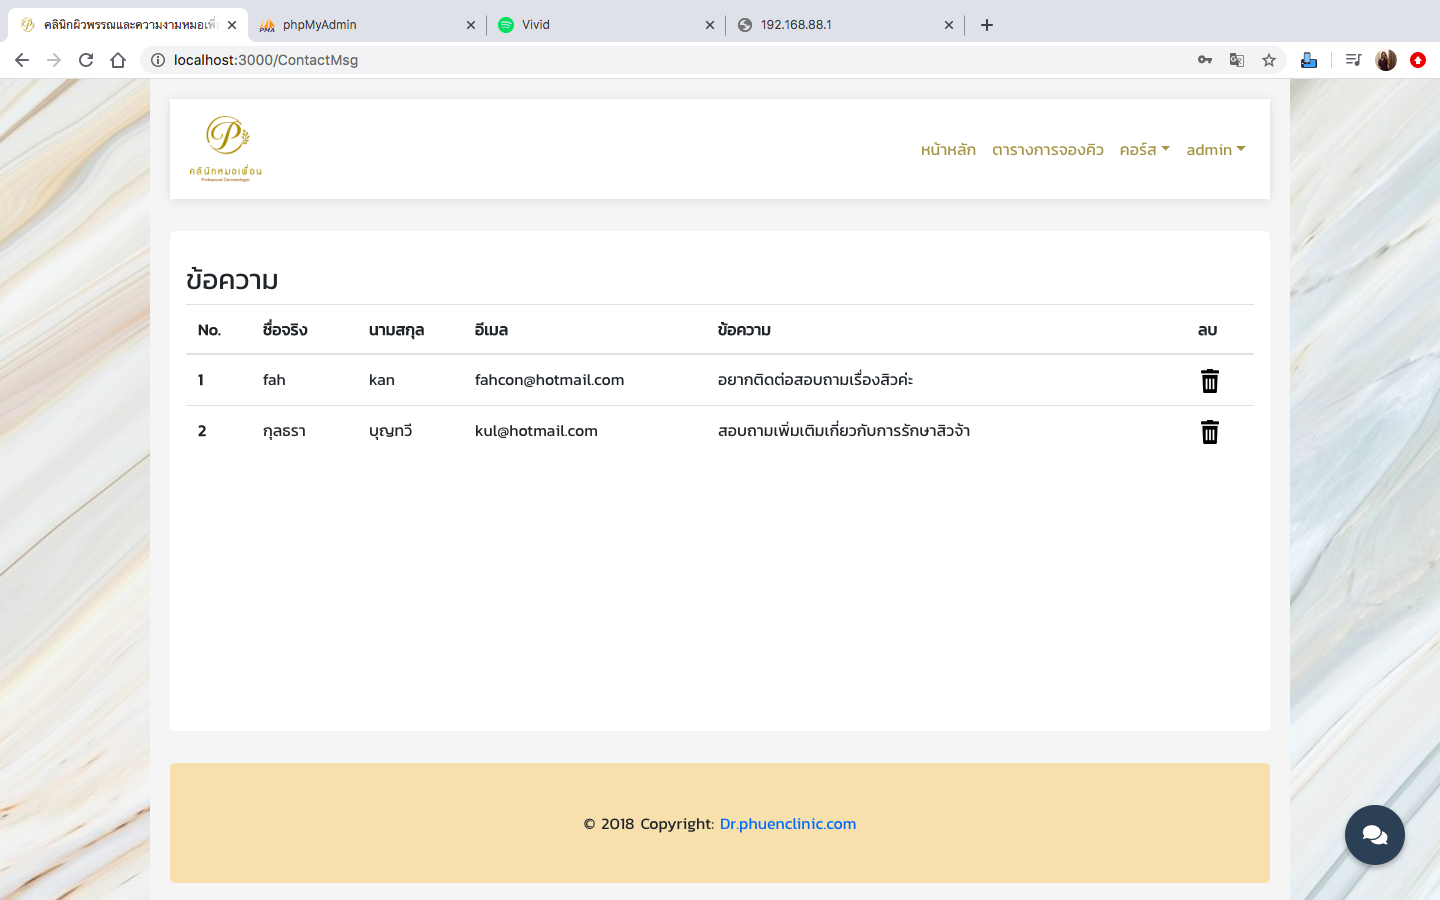 คลินิกผิวพรรณและความงามหมอเพื่
phpMyAdmin
Vivid
192.168.88.1
localhost:3000/ContactMsg
P
คลินิกหมอเพื่อน
Professional Dermatologist
หน้าหลัก
ตารางการจองคิว
คอร์ส
admin
ข้อความ
No. ชื่อจริง นามสกุล อีเมล ข้อความ ลบ
1 fah kan fahcon@hotmail.com อยากติดต่อสอบถามเรื่องสิวค่ะ
2 กุลธรา บุญทวี kul@hotmail.com สอบถามเพิ่มเติมเกี่ยวกับการรักษาสิวจ้า
© 2018 Copyright: Dr.phuenclinic.com